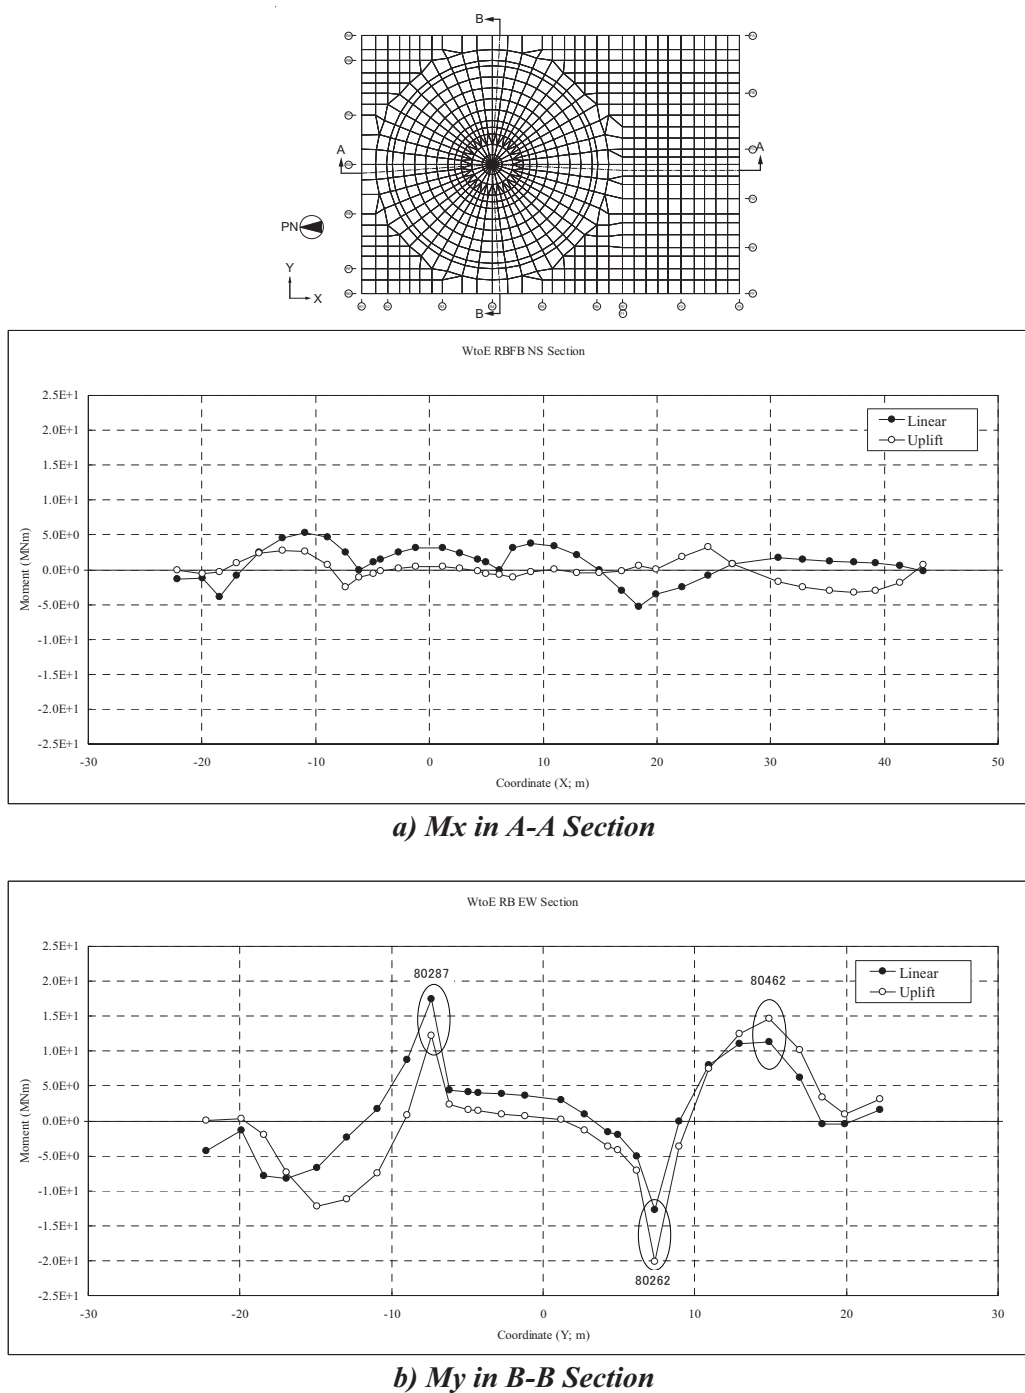 B
A
A
PN
Y
X
B
WtoE RBFB NS Section
2.5E+1
2.0E+1
1.5E+1
1.0E+1
5.0E+0
0.0E+0
-5.0E+0
-1.0E+1
-1.5E+1
-2.0E+1
-2.5E+1
Moment (MNm)
Linear
Uplift
-30 -20 -10 0 10 20 30 40 50
Coordinate (X; m)
a) Mx in A-A Section
WtoE RB EW Section
2.5E+1
2.0E+1
1.5E+1
1.0E+1
5.0E+0
0.0E+0
-5.0E+0
-1.0E+1
-1.5E+1
-2.0E+1
-2.5E+1
Moment (MNm)
80287
80462
80262
Linear
Uplift
-30 -20 -10 0 10 20 30
Coordinate (Y; m)
b) My in B-B Section